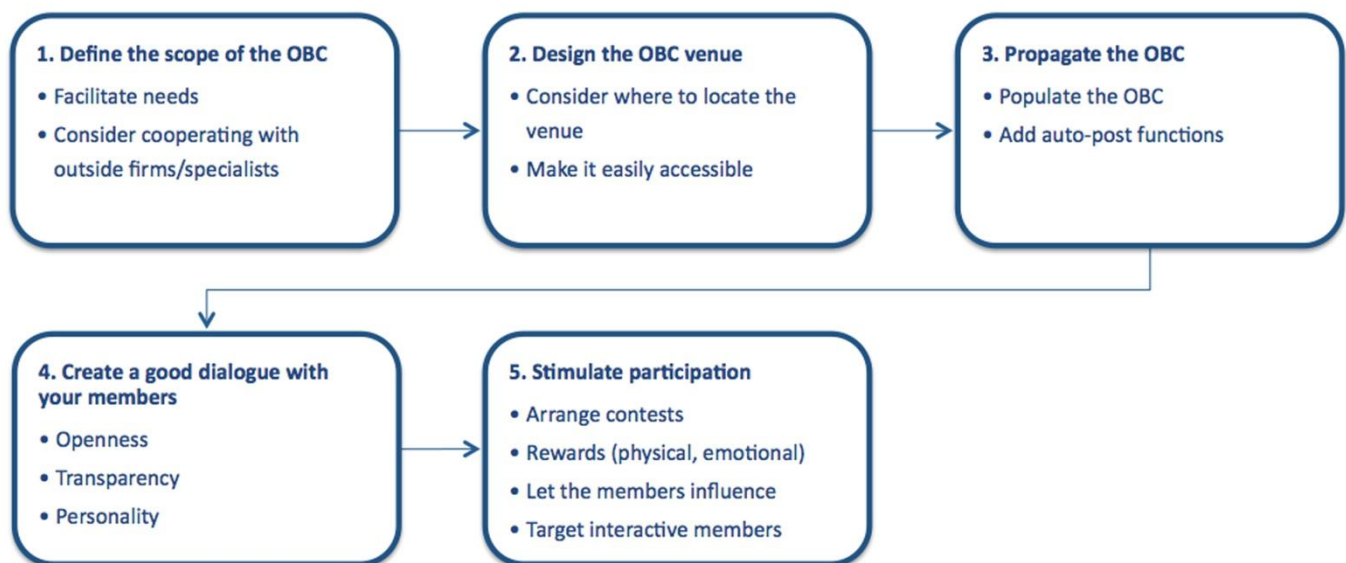 1. Define the scope of the OBC
• Facilitate needs
• Consider cooperating with
outside firms/specialists
2. Design the OBC venue
• Consider where to locate the
venue
• Make it easily accessible
3. Propagate the OBC
• Populate the OBC
• Add auto-post functions
4. Create a good dialogue with
your members
• Openness
• Transparency
• Personality
5. Stimulate participation
• Arrange contests
• Rewards (physical, emotional)
• Let the members influence
• Target interactive members